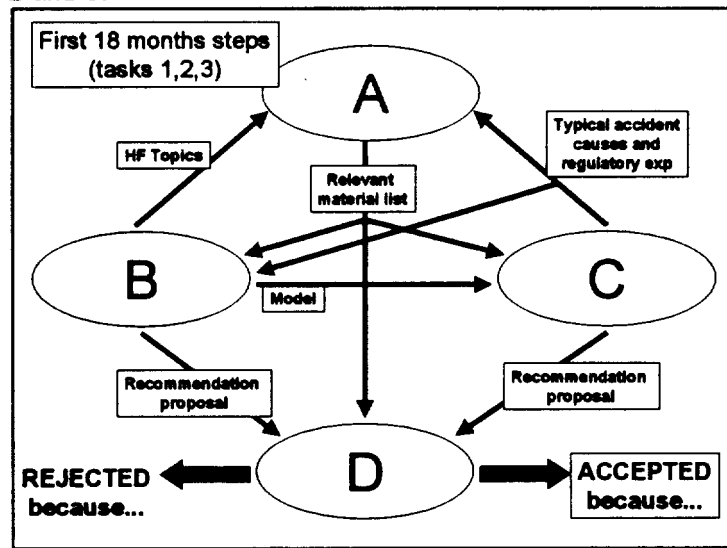 First 18 months steps
(tasks 1,2,3)
A
HF Topics
Typical accident
causes and
regulatory exp
Relevant
material list
B
C
Model
Recommendation
proposal
Recommendation
proposal
REJECTED
because...
D
ACCEPTED
because...